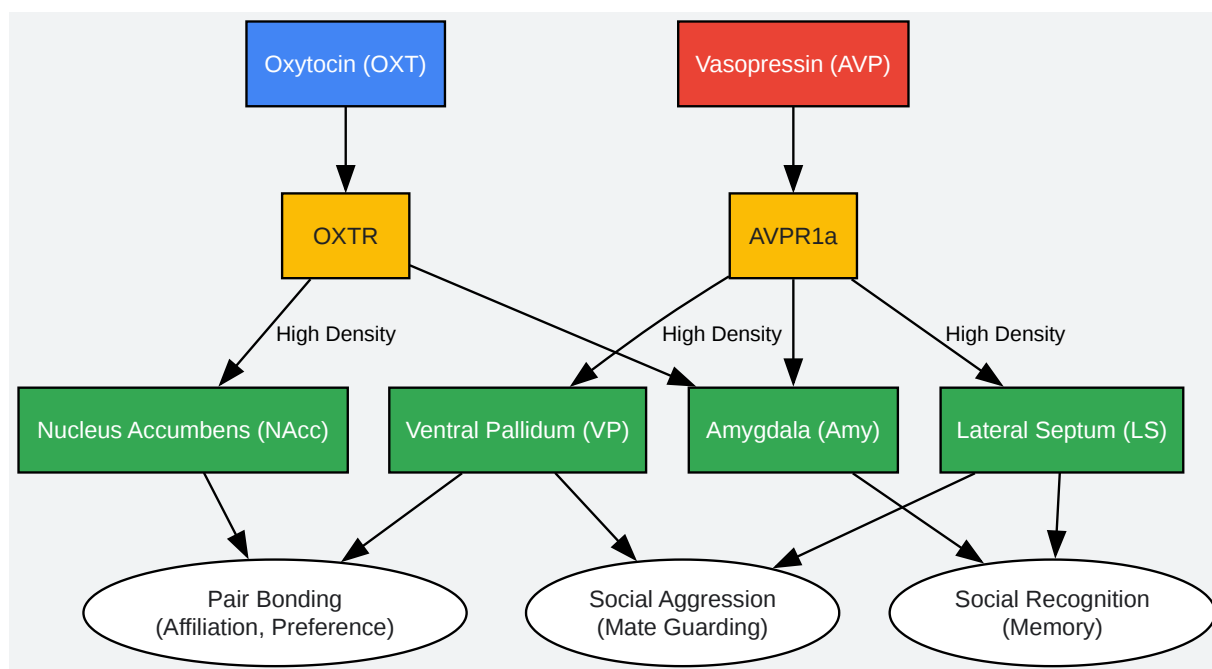 Oxytocin (OXT)
Vasopressin (AVP)
OXTR
AVPR1a
High Density
High Density
High Density
Nucleus Accumbens (NAcc)
Ventral Pallidum (VP)
Amygdala (Amy)
Lateral Septum (LS)
Pair Bonding
(Affiliation, Preference)
Social Aggression
(Mate Guarding)
Social Recognition
(Memory)